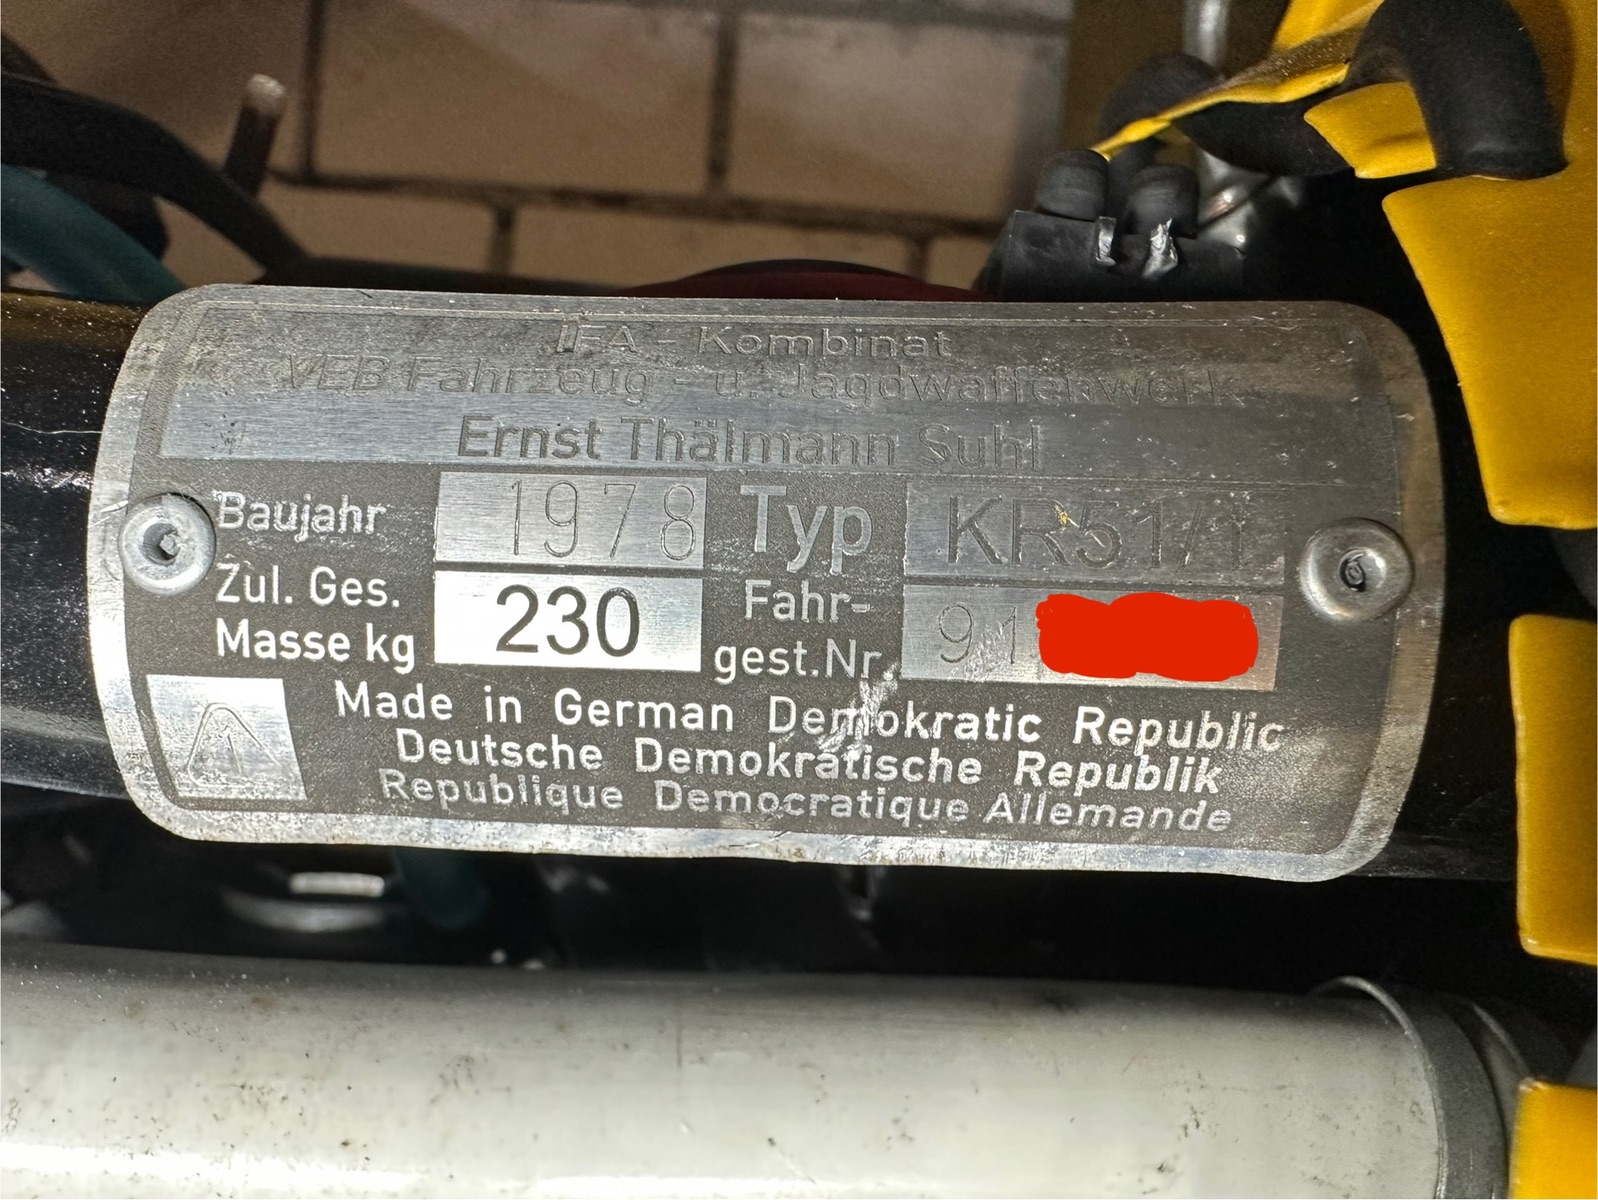 IFA - Kombinat
VEB Fahrzeug - u. Jagdwaffenwerk
Ernst Thälmann Suhl
Baujahr 1978 Typ KR51/1
Zul. Ges. Masse kg 230 Fahr- gest.Nr. 91
1
Made in German Demokratic Republic
Deutsche Demokratische Republik
Republique Democratique Allemande